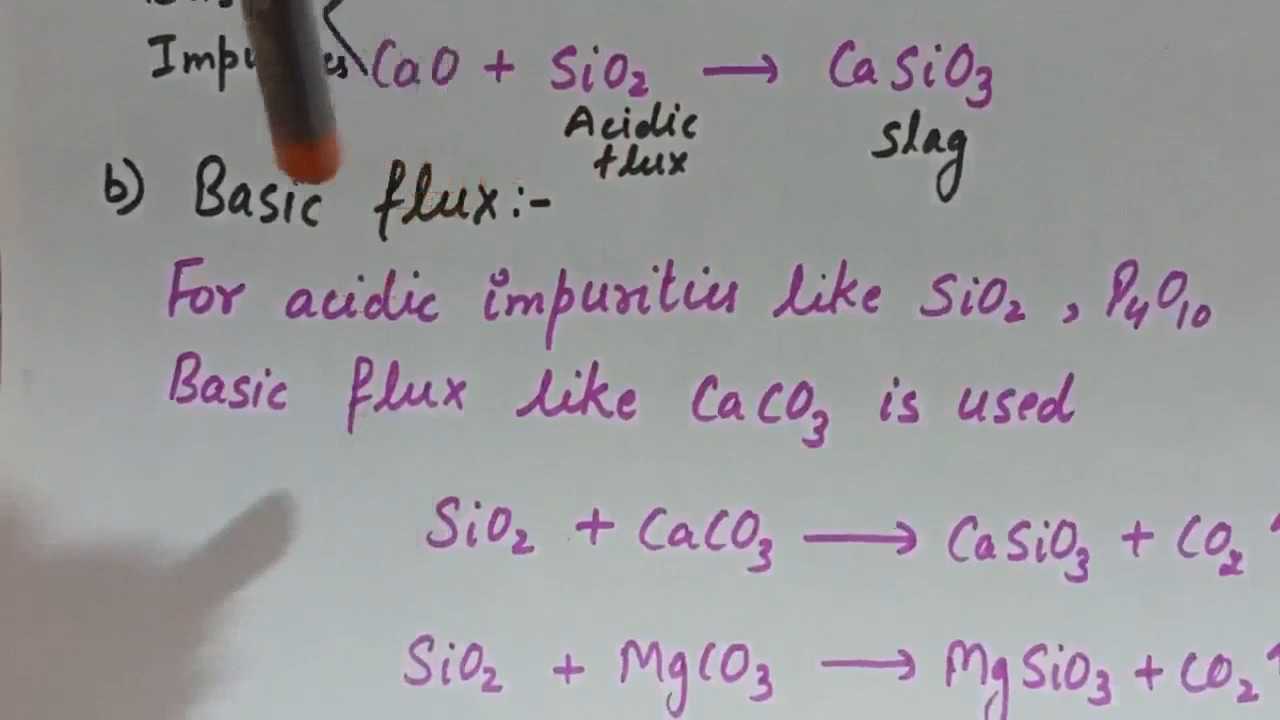 CaO + SiO₂ → CaSiO₃
Acidic flux
slag
b) Basic flux:-
For acidic impurities like SiO₂, P₄O₁₀
Basic flux like CaCO₃ is used
SiO₂ + CaCO₃ → CaSiO₃ + CO₂ ↑
SiO₂ + MgCO₃ → MgSiO₃ + CO₂ ↑